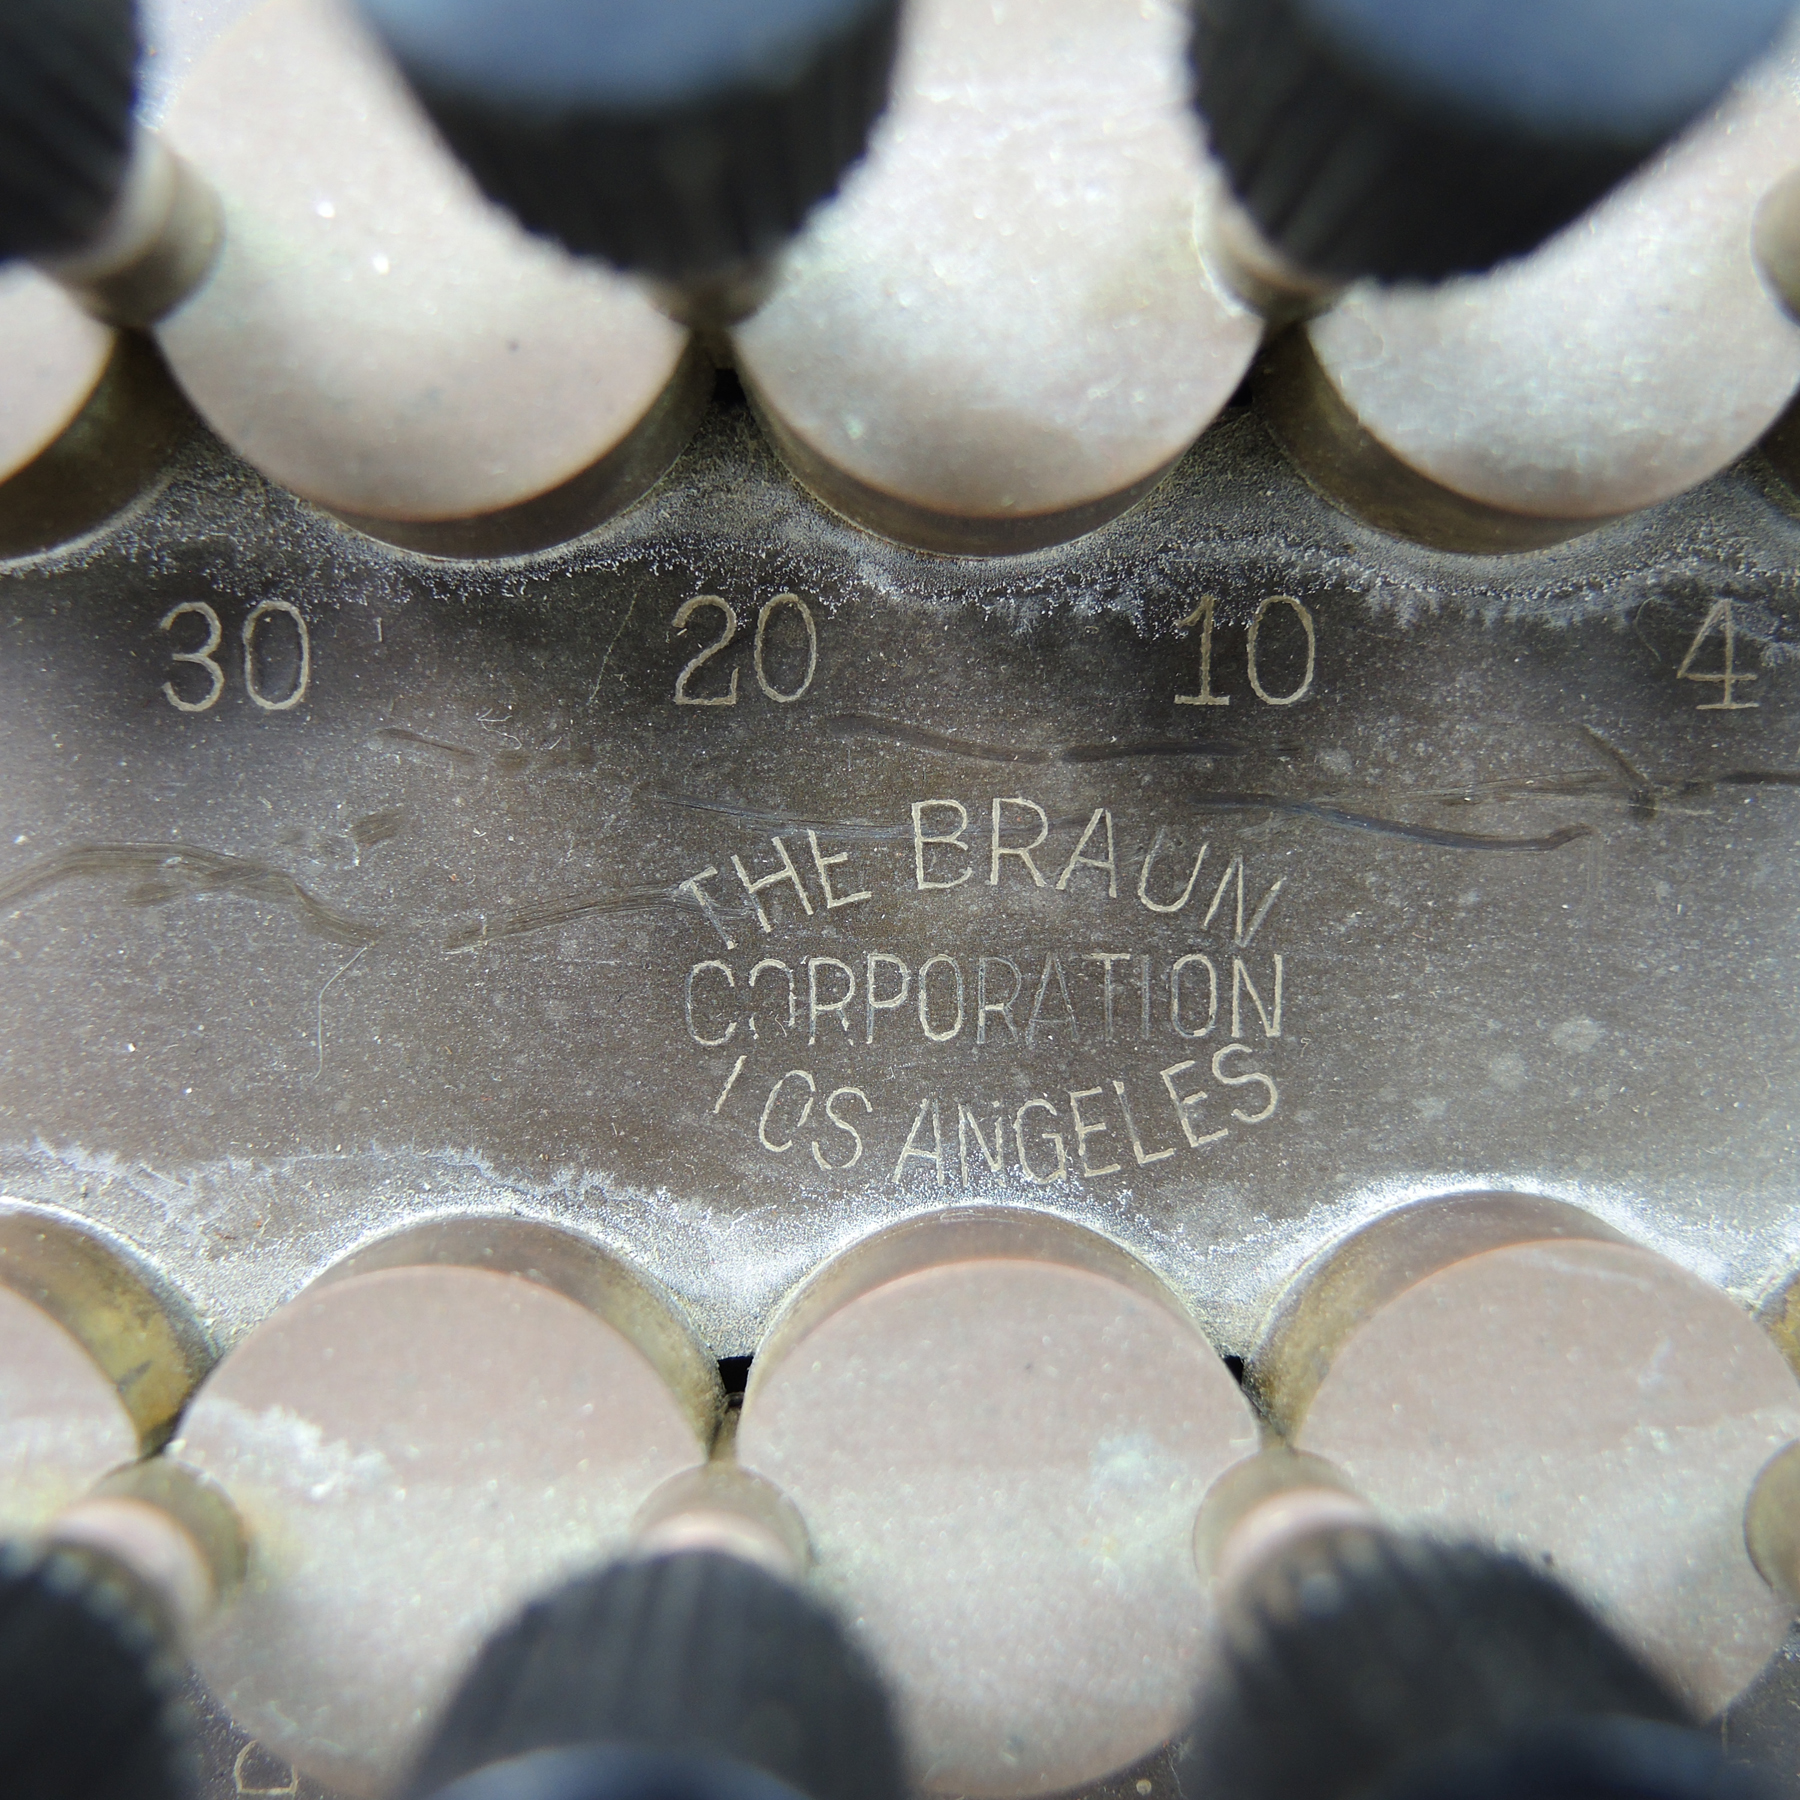 30 20 10 4
THE BRAUN
CORPORATION
LOS ANGELES